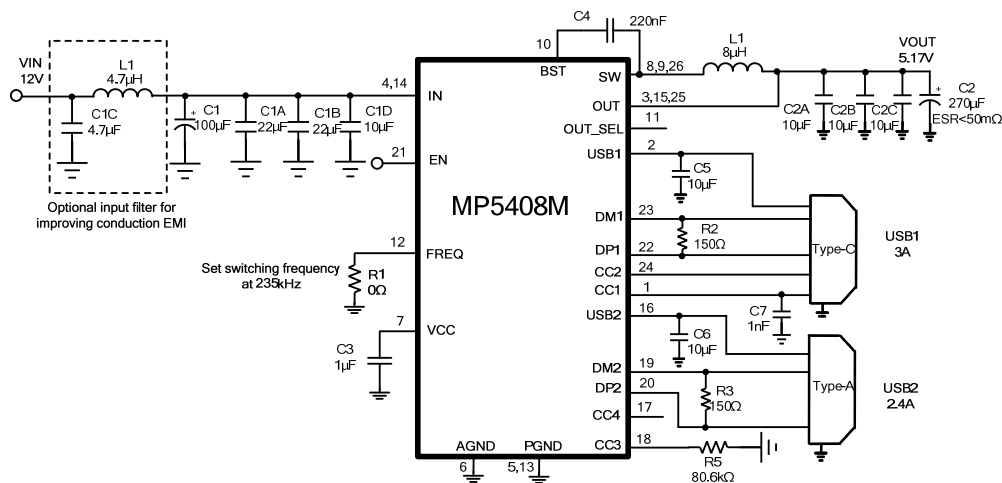 VIN
12V
L1
4.7µH
C1C
4.7µF
C1
100µF
C1A
22µF
C1B
22µF
C1D
10µF
+
Optional input filter for
improving conduction EMI
4,14
IN
21
EN
12
FREQ
Set switching frequency
at 235kHz
R1
0Ω
7
VCC
C3
1µF
MP5408M
AGND
6
PGND
5,13
C4
220nF
10
BST
SW
8,9,26
L1
8µH
VOUT
5.17V
OUT
3,15,25
C2A
10µF
C2B
10µF
C2C
10µF
+
C2
270µF
ESR<50mΩ
OUT_SEL
11
USB1
2
C5
10µF
DM1
23
R2
150Ω
DP1
22
CC2
24
CC1
1
Type-C
USB1
3A
C7
1nF
USB2
16
C6
10µF
DM2
19
DP2
20
R3
150Ω
CC4
17
CC3
18
R5
80.6kΩ
Type-A
USB2
2.4A